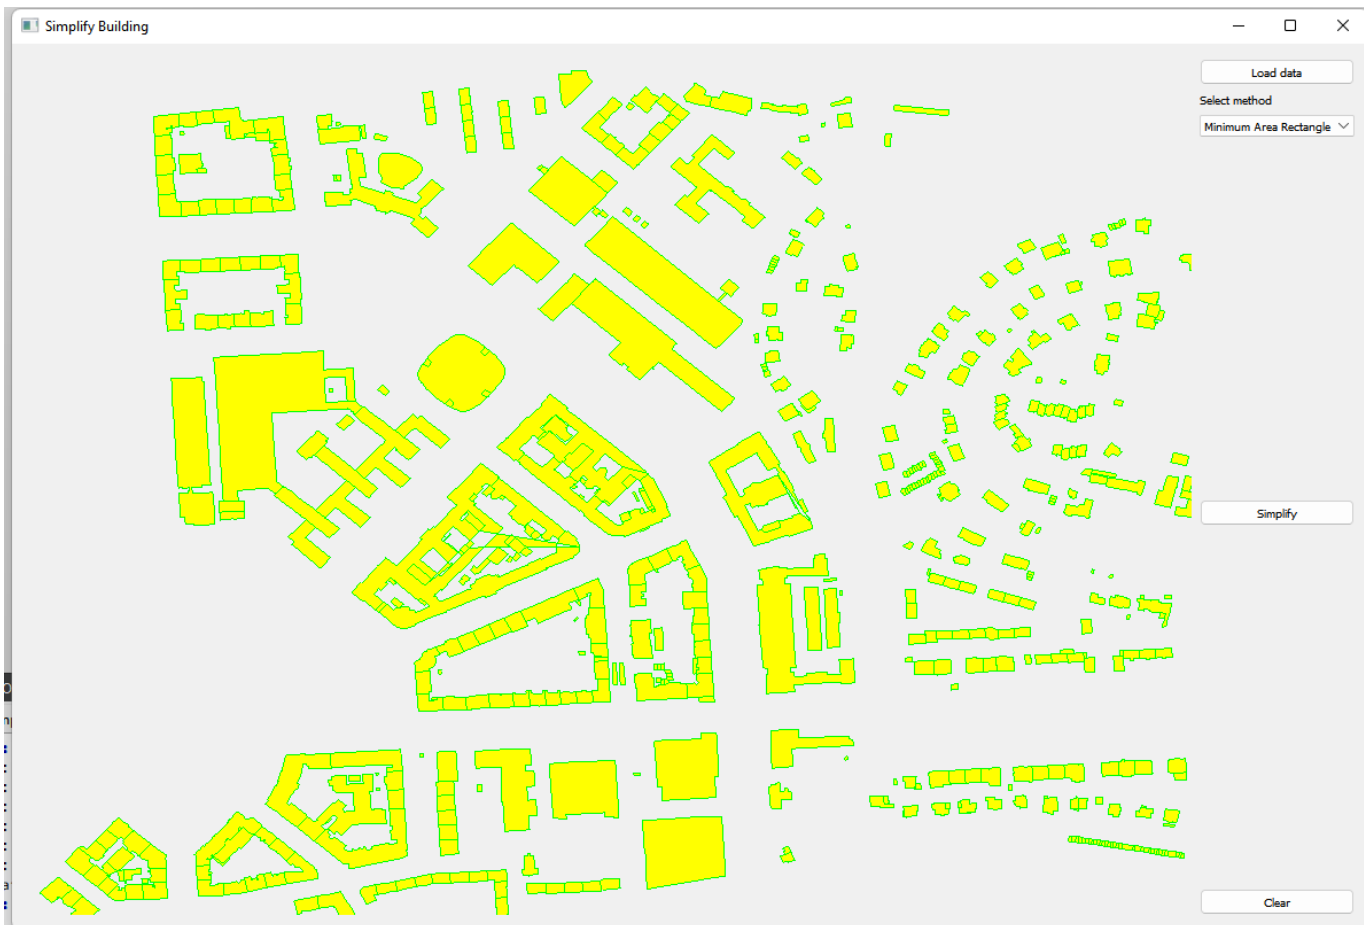 Simplify Building
Load data
Select method
Minimum Area Rectangle
Simplify
Clear